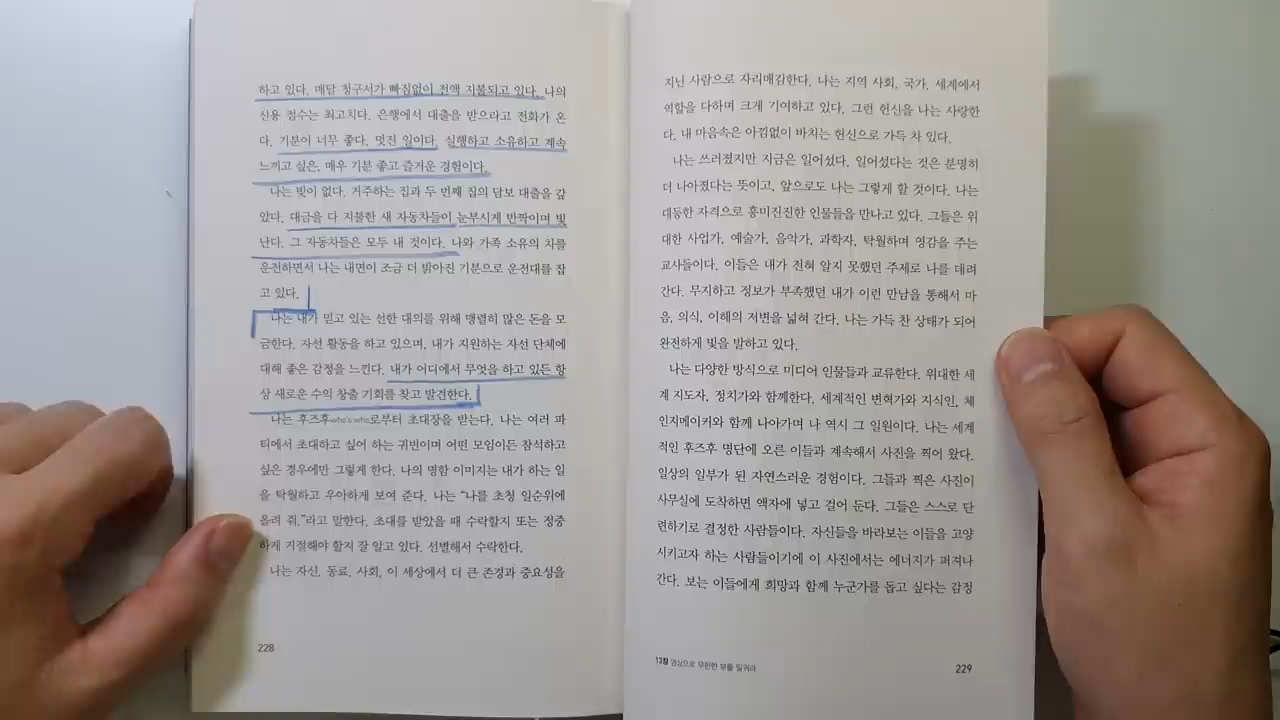 하고 있다. 매달 청구서가 빠짐없이 전액 지불되고 있다. 나의
신용 점수는 최고치다. 은행에서 대출을 받으라고 전화가 온
다. 기분이 너무 좋다. 멋진 일이다. 실행하고 소유하고 계속
느끼고 싶은, 매우 기분 좋고 즐거운 경험이다.
나는 빚이 없다. 거주하는 집과 두 번째 집의 담보 대출을 갚
았다. 대금을 다 지불한 새 자동차들이 눈부시게 반짝이며 빛
난다. 그 자동차들은 모두 내 것이다. 나와 가족 소유의 차를
운전하면서 나는 내면이 조금 더 밝아진 기분으로 운전대를 잡
고 있다.
나는 내가 믿고 있는 선한 대의를 위해 맹렬히 많은 돈을 모
금한다. 자선 활동을 하고 있으며, 내가 지원하는 자선 단체에
대해 좋은 감정을 느낀다. 내가 어디에서 무엇을 하고 있든 항
상 새로운 수익 창출 기회를 찾고 발견한다.
나는 후즈후who's who로부터 초대장을 받는다. 나는 여러 파
티에서 초대하고 싶어 하는 귀빈이며 어떤 모임이든 참석하고
싶은 경우에만 그렇게 한다. 나의 명함 이미지는 내가 하는 일
을 탁월하고 우아하게 보여 준다. 나는 “나를 초청 일순위에
올려 줘.”라고 말한다. 초대를 받았을 때 수락할지 또는 정중
하게 거절해야 할지 잘 알고 있다. 선별해서 수락한다.
나는 자신, 동료, 사회, 이 세상에서 더 큰 존경과 중요성을
228
지닌 사람으로 자리매김한다. 나는 지역 사회, 국가, 세계에서
역할을 다하며 크게 기여하고 있다. 그런 헌신을 나는 사랑한
다. 내 마음속은 아낌없이 바치는 헌신으로 가득 차 있다.
나는 쓰러졌지만 지금은 일어섰다. 일어섰다는 것은 분명히
더 나아졌다는 뜻이고, 앞으로도 나는 그렇게 할 것이다. 나는
대등한 자격으로 흥미진진한 인물들을 만나고 있다. 그들은 위
대한 사업가, 예술가, 음악가, 과학자, 탁월하며 영감을 주는
교사들이다. 이들은 내가 전혀 알지 못했던 주제로 나를 데려
간다. 무지하고 정보가 부족했던 내가 이런 만남을 통해서 마
음, 의식, 이해의 저변을 넓혀 간다. 나는 가득 찬 상태가 되어
완전하게 빛을 발하고 있다.
나는 다양한 방식으로 미디어 인물들과 교류한다. 위대한 세
계 지도자, 정치가와 함께한다. 세계적인 변혁가와 지식인, 체
인지메이커와 함께 나아가며 나 역시 그 일원이다. 나는 세계
적인 후즈후 명단에 오른 이들과 계속해서 사진을 찍어 왔다.
일상의 일부가 된 자연스러운 경험이다. 그들과 찍은 사진이
사무실에 도착하면 액자에 넣고 걸어 둔다. 그들은 스스로 단
련하기로 결정한 사람들이다. 자신들을 바라보는 이들을 고양
시키고자 하는 사람들이기에 이 사진에서는 에너지가 퍼져나
간다. 보는 이들에게 희망과 함께 누군가를 돕고 싶다는 감정
13장 명상으로 무한한 부를 일궈라
229